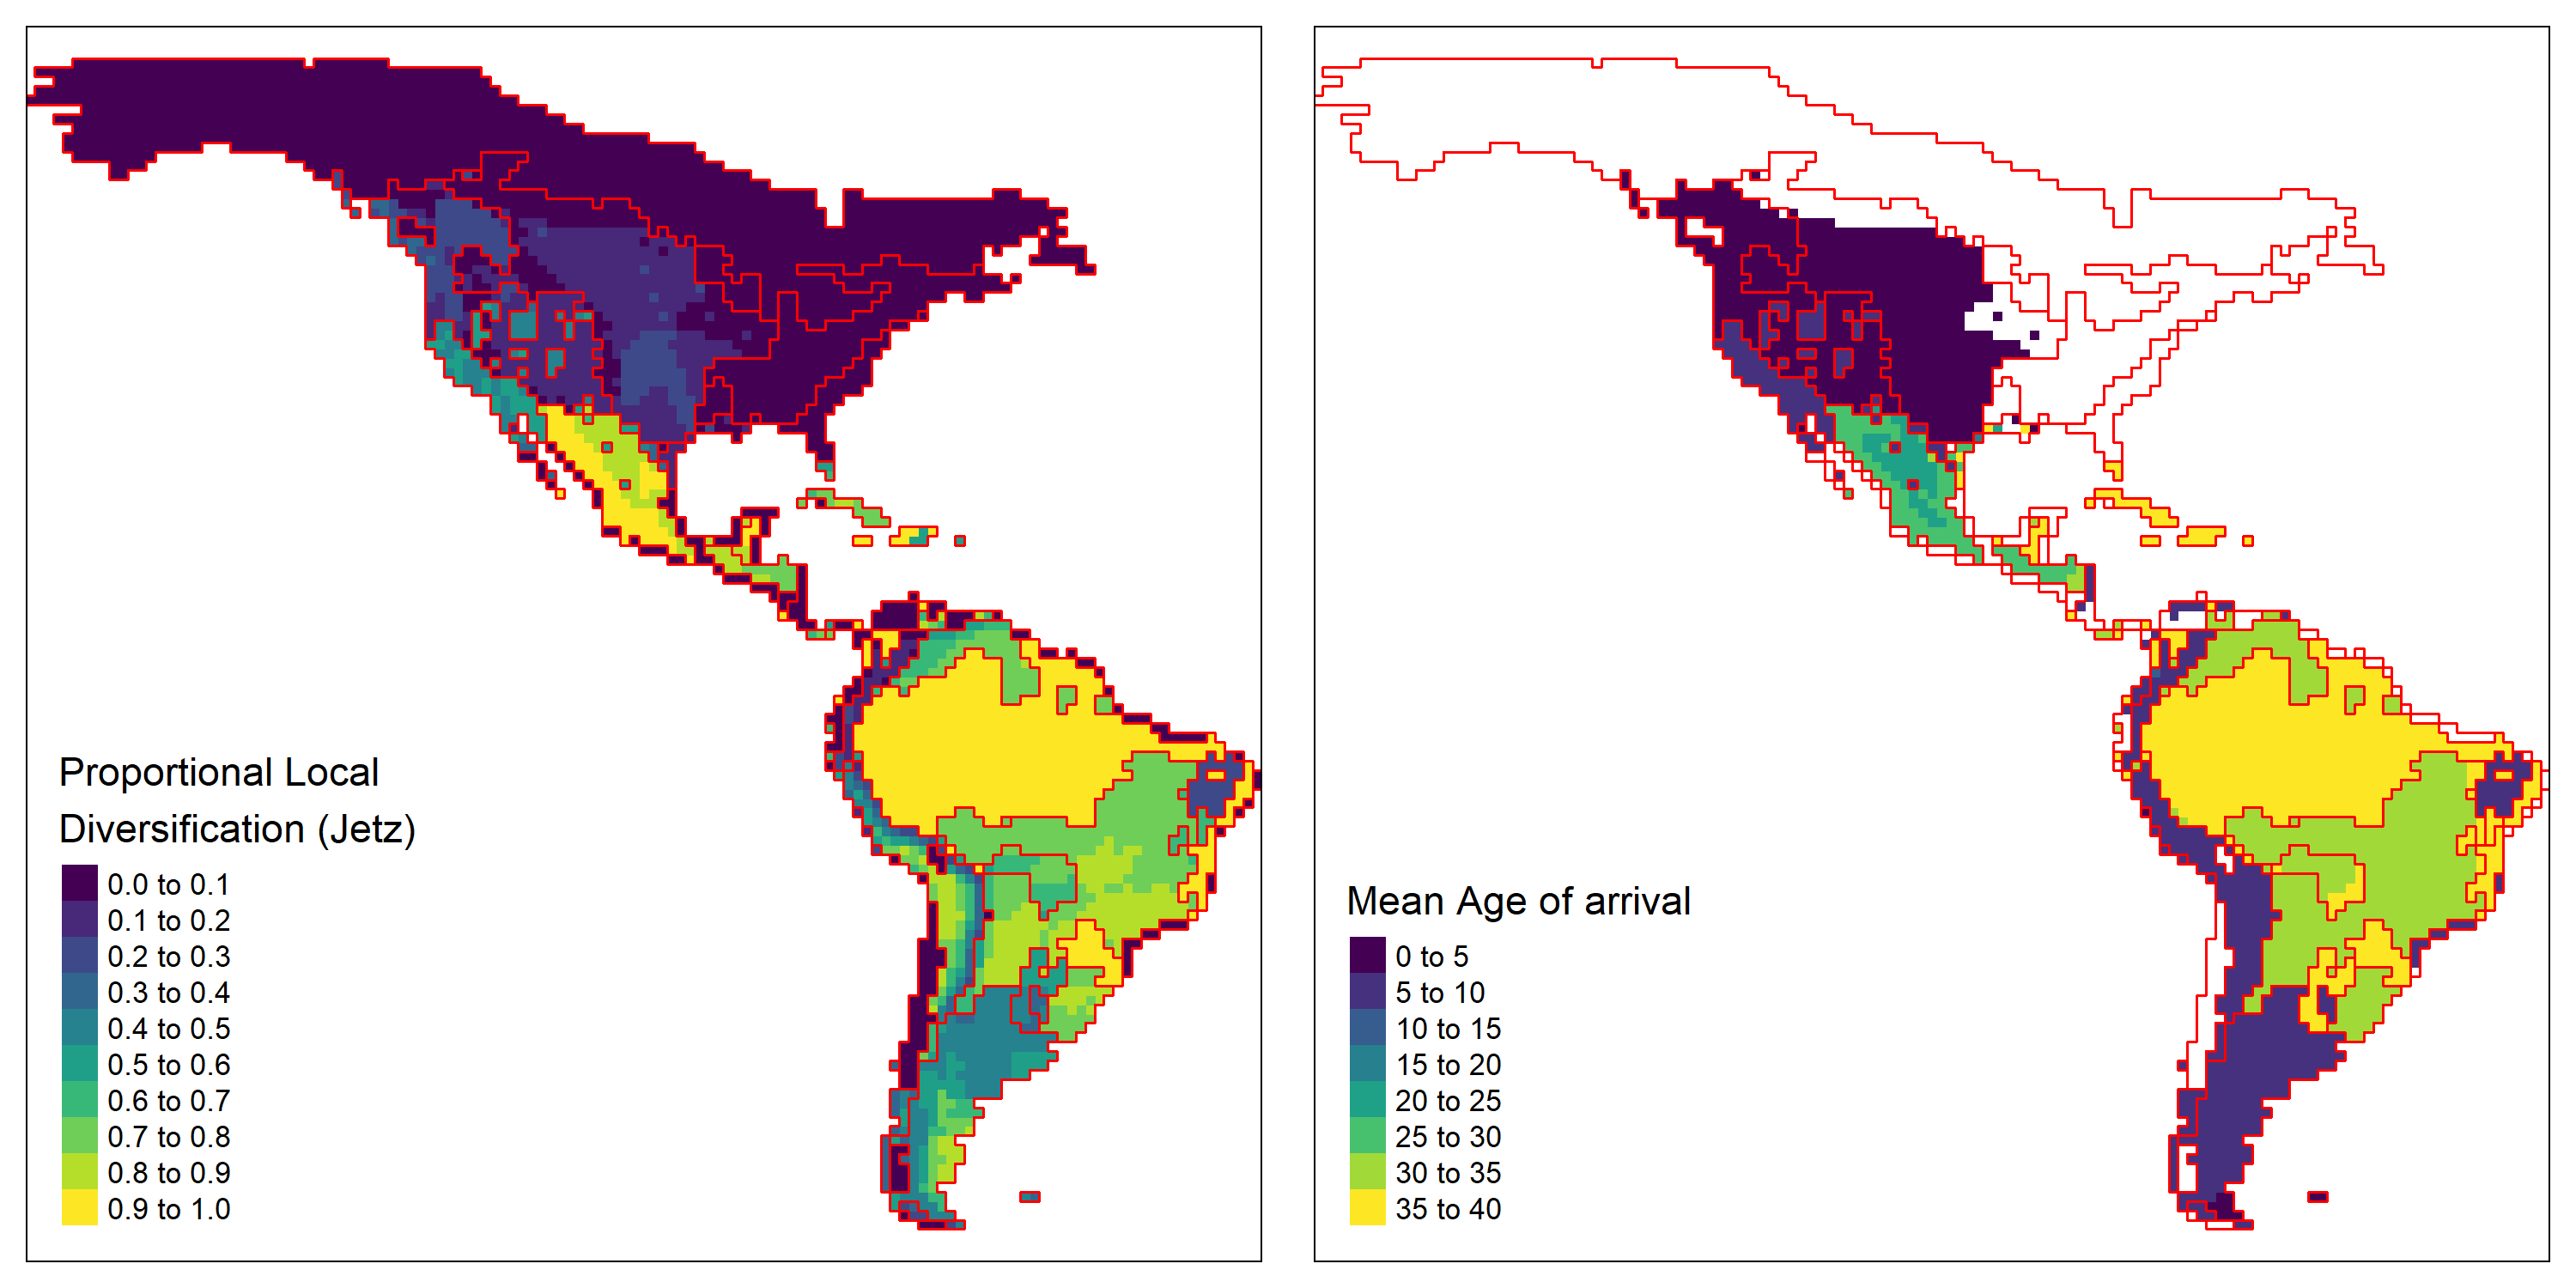 Proportional Local
Diversification (Jetz)
0.0 to 0.1
0.1 to 0.2
0.2 to 0.3
0.3 to 0.4
0.4 to 0.5
0.5 to 0.6
0.6 to 0.7
0.7 to 0.8
0.8 to 0.9
0.9 to 1.0
Mean Age of arrival
0 to 5
5 to 10
10 to 15
15 to 20
20 to 25
25 to 30
30 to 35
35 to 40